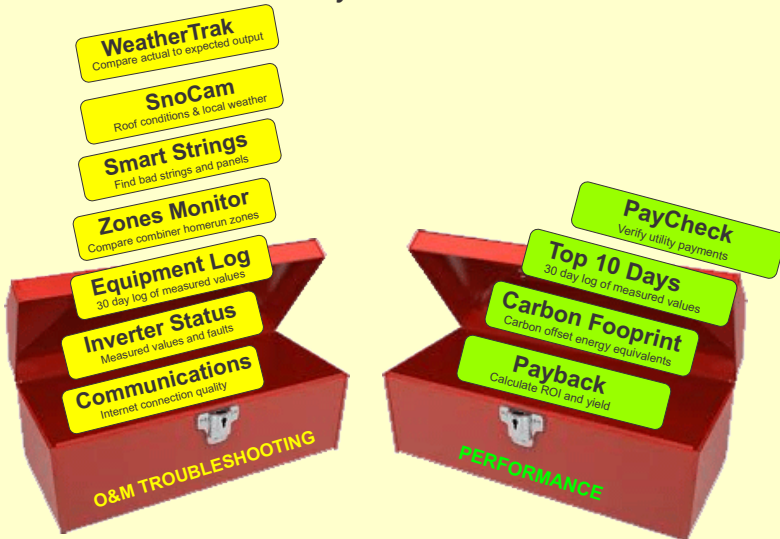 WeatherTrak
Compare actual to expected output
SnoCam
Roof conditions & local weather
Smart Strings
Find bad strings and panels
Zones Monitor
Compare combiner homerun zones
Equipment Log
30 day log of measured values
Inverter Status
Measured values and faults
Communications
Internet connection quality
O&M TROUBLESHOOTING
PayCheck
Verify utility payments
Top 10 Days
30 day log of measured values
Carbon Fooprint
Carbon offset energy equivalents
Payback
Calculate ROI and yield
PERFORMANCE